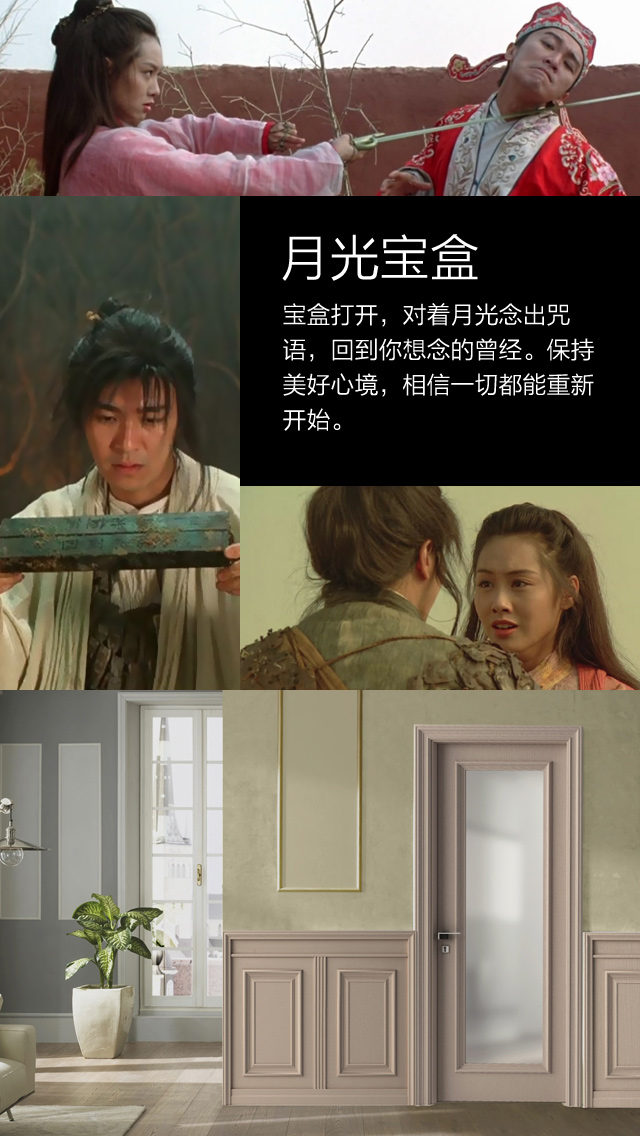 月光宝盒
宝盒打开，对着月光念出咒
语，回到你想念的曾经。保持
美好心境，相信一切都能重新
开始。